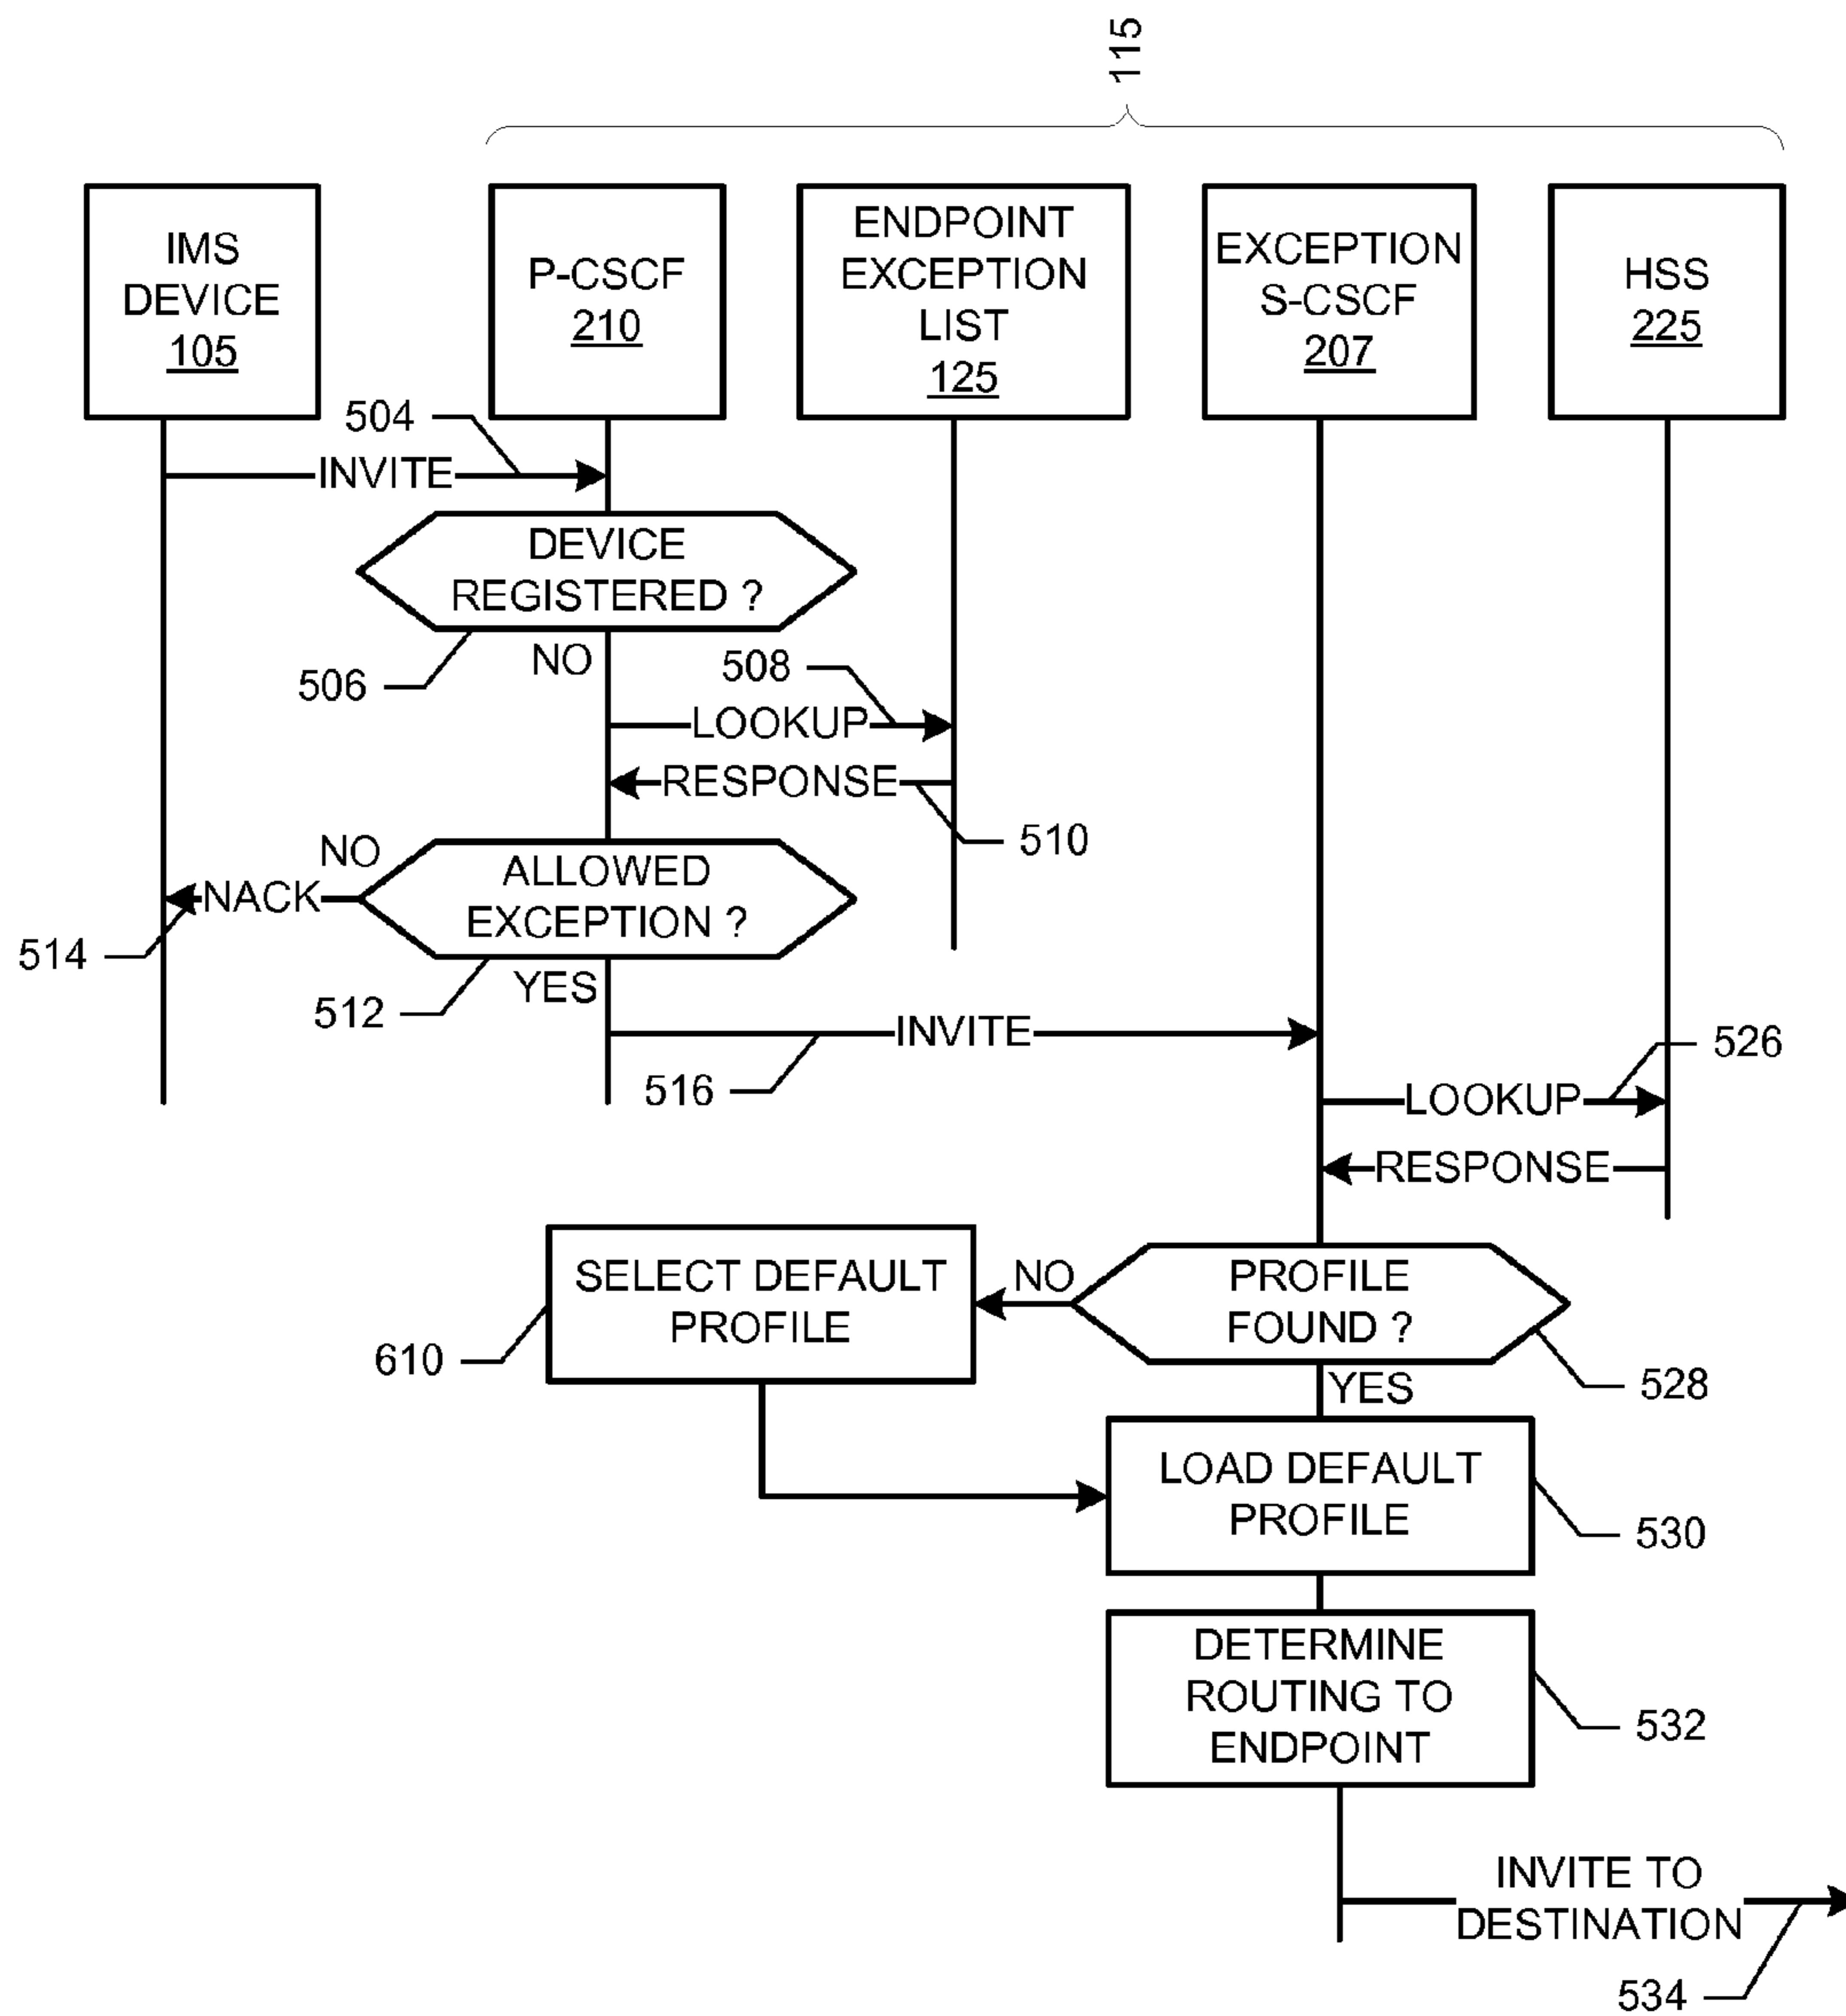 115
IMS
DEVICE
105
P-CSCF
210
ENDPOINT
EXCEPTION
LIST
125
EXCEPTION
S-CSCF
207
HSS
225
504
INVITE
DEVICE
REGISTERED ?
506
NO
508
LOOKUP
RESPONSE
510
NO
ALLOWED
EXCEPTION ?
NACK
514
512
YES
INVITE
516
526
LOOKUP
RESPONSE
SELECT DEFAULT
PROFILE
610
NO
PROFILE
FOUND ?
528
YES
LOAD DEFAULT
PROFILE
530
DETERMINE
ROUTING TO
ENDPOINT
532
INVITE TO
DESTINATION
534